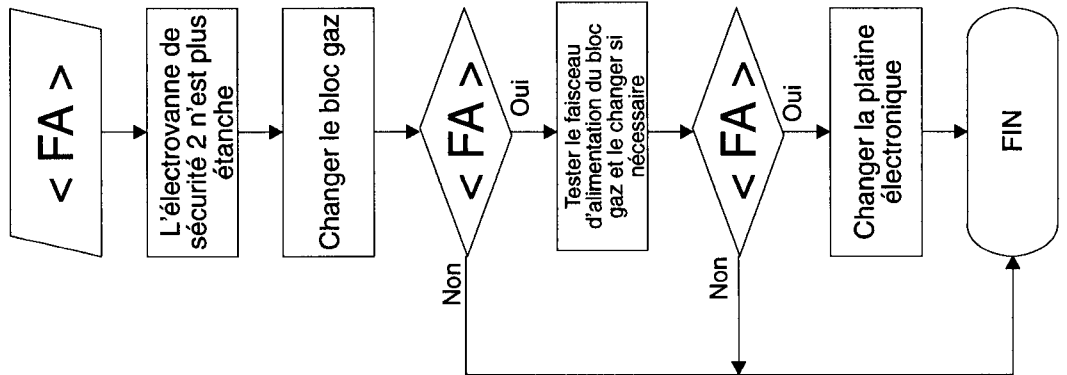 < FA >
L'électrovanne de
sécurité 2 n'est plus
étanche
Changer le bloc gaz
< FA >
Oui
Non
Tester le faisceau
d'alimentation du bloc
gaz et le changer si
nécessaire
< FA >
Oui
Non
Changer la platine
électronique
FIN